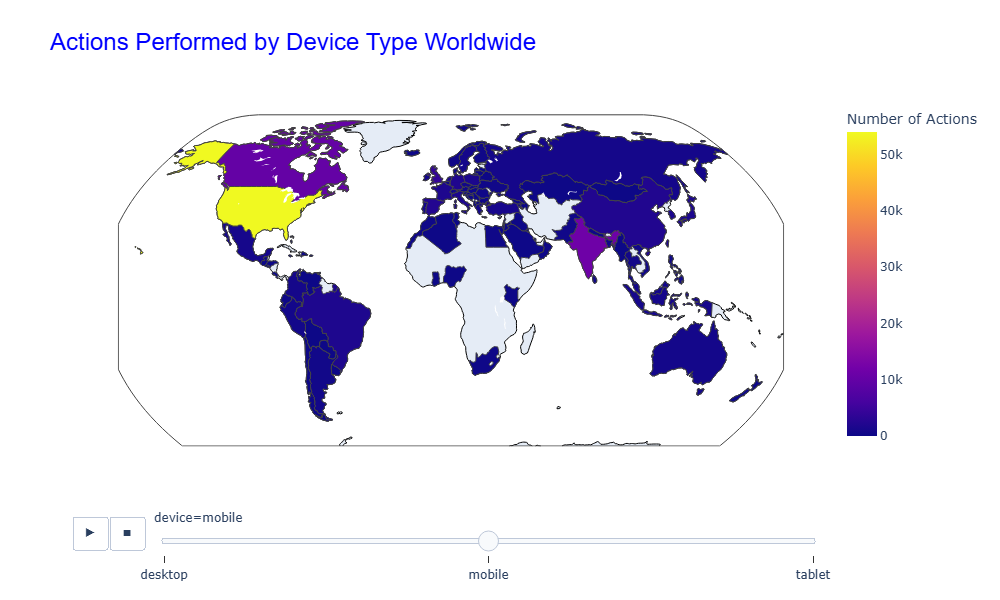 Actions Performed by Device Type Worldwide
Number of Actions
50k
40k
30k
20k
10k
0
device=mobile
desktop
mobile
tablet